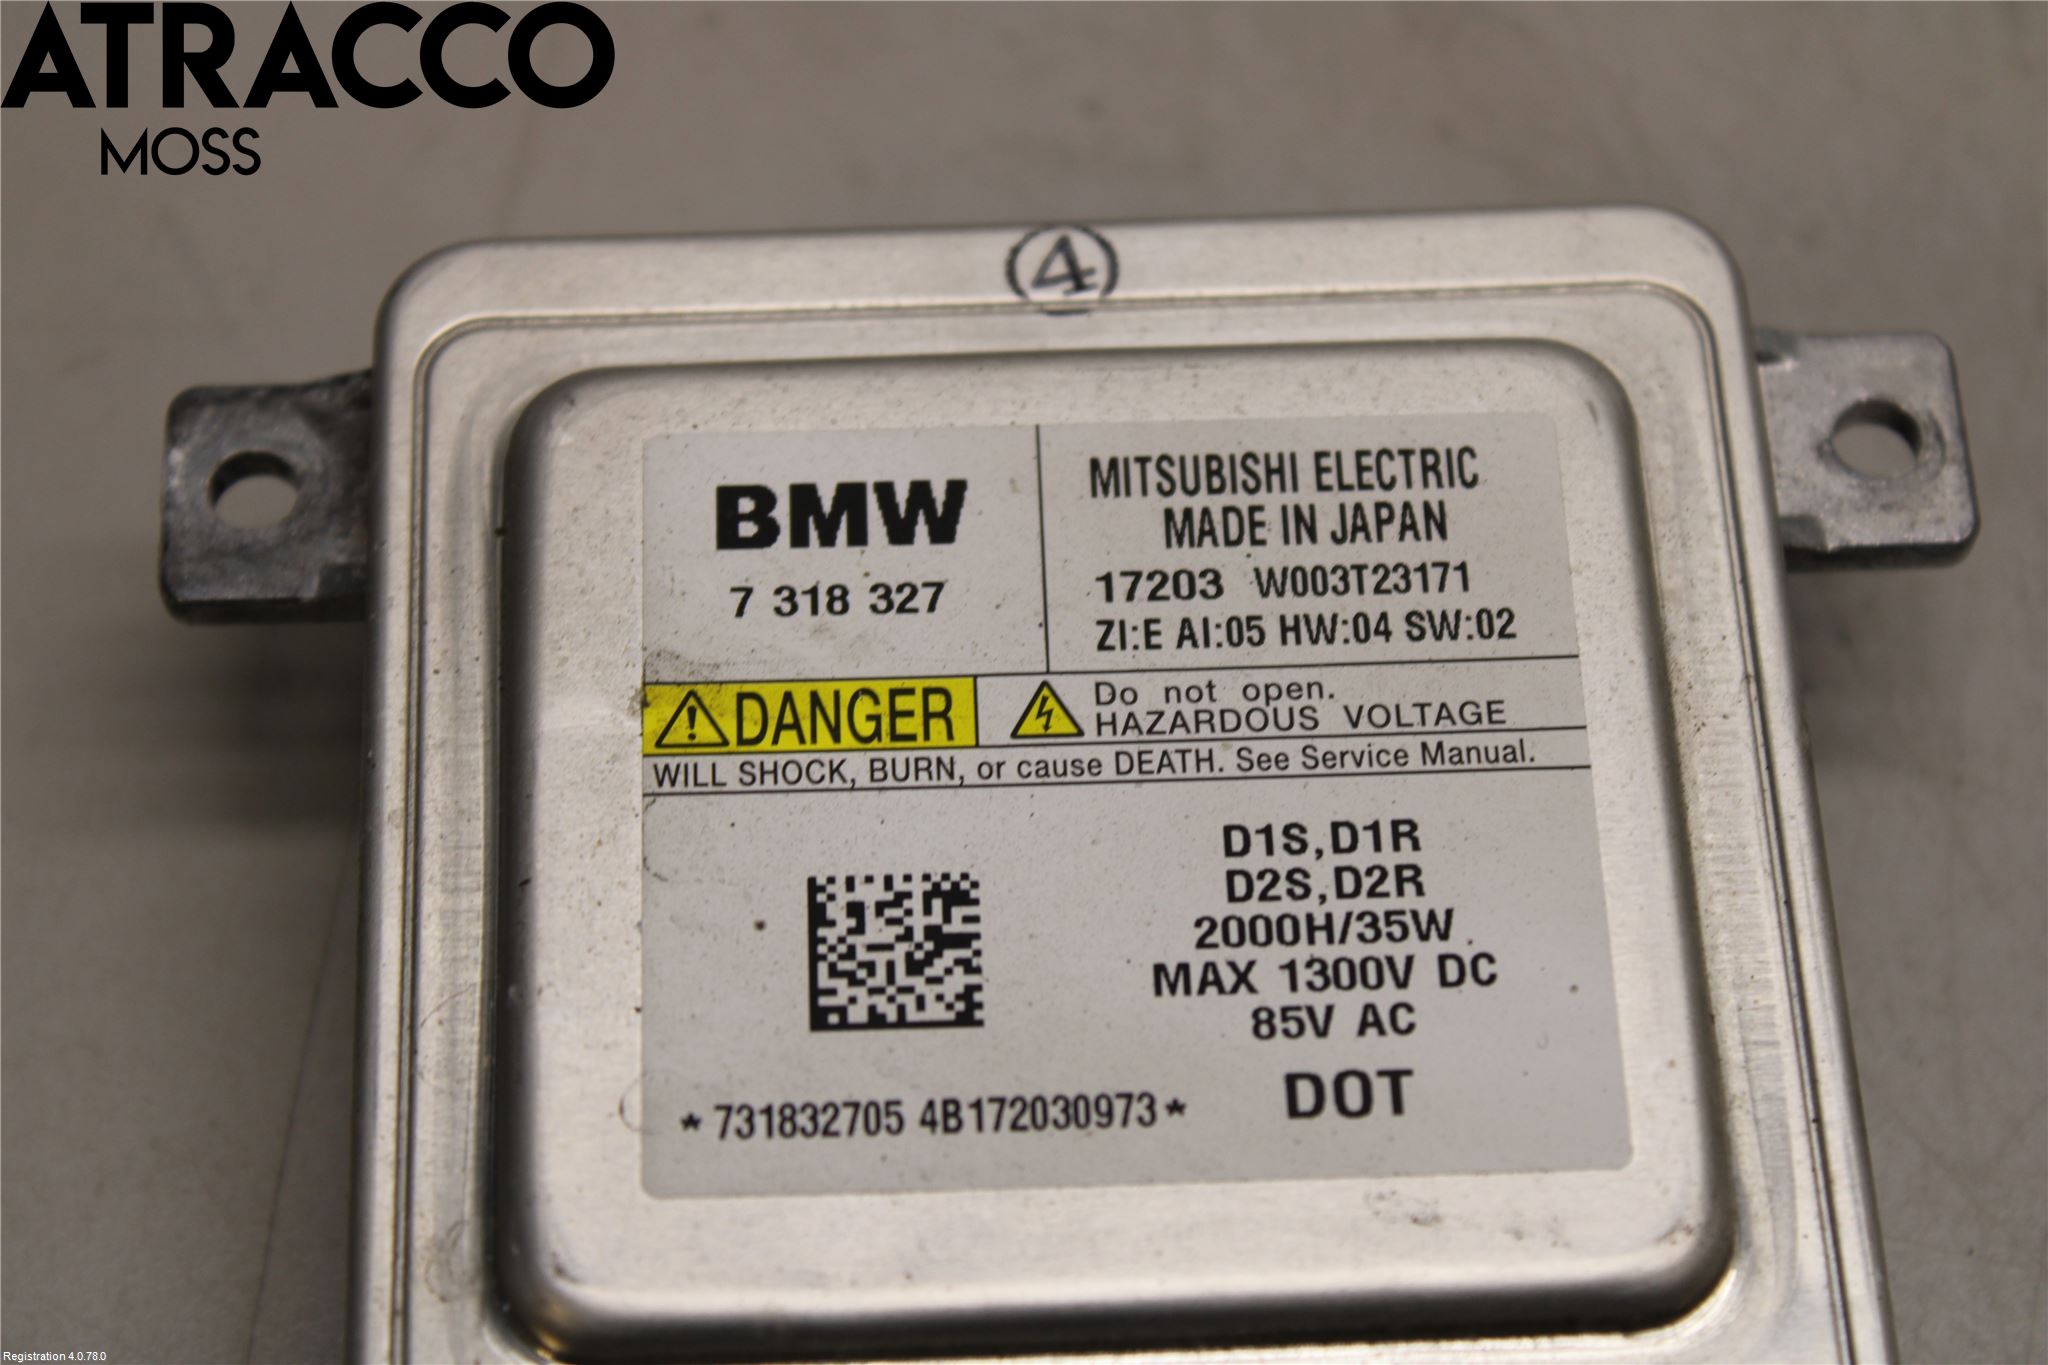 ATRACCO
MOSS
4
BMW
7 318 327
MITSUBISHI ELECTRIC
MADE IN JAPAN
17203 W003T23171
ZI:E AI:05 HW:04 SW:02
DANGER
Do not open.
HAZARDOUS VOLTAGE
WILL SHOCK, BURN, or cause DEATH. See Service Manual.
D1S,D1R
D2S,D2R
2000H/35W
MAX 1300V DC
85V AC
DOT
*731832705 4B172030973*
Registration 4.0.78.0